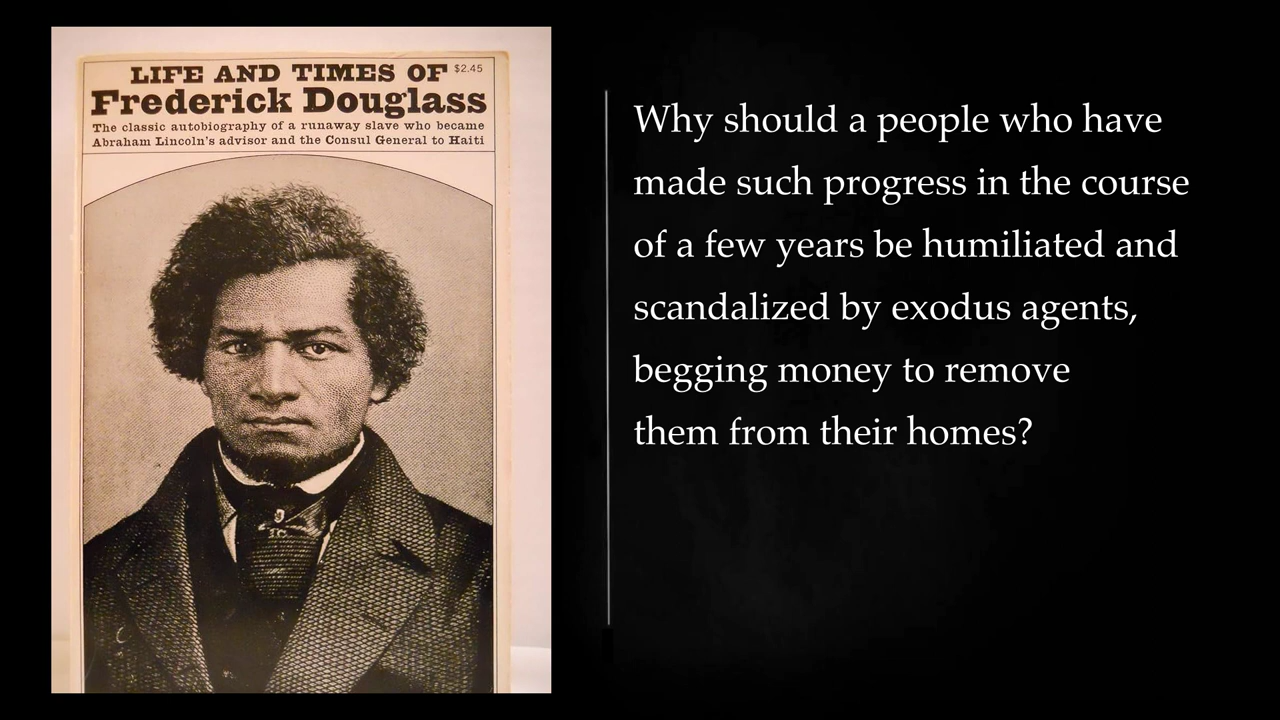 LIFE AND TIMES OF $2.45
Frederick Douglass
The classic autobiography of a runaway slave who became
Abraham Lincoln's advisor and the Consul General to Haiti
Why should a people who have
made such progress in the course
of a few years be humiliated and
scandalized by exodus agents,
begging money to remove
them from their homes?